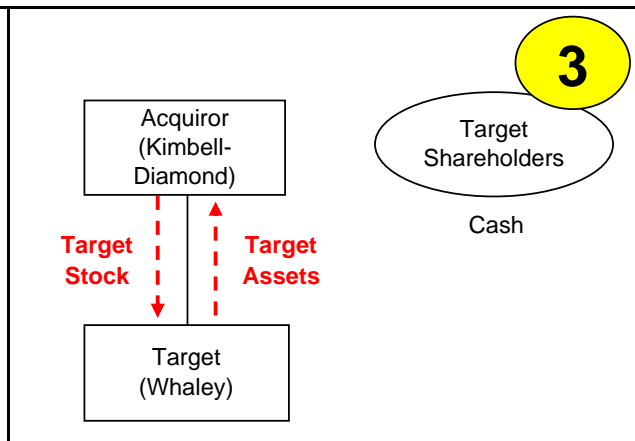 3
Acquiror
(Kimbell-
Diamond)
Target
Shareholders
Cash
Target
Stock
Target
Assets
Target
(Whaley)